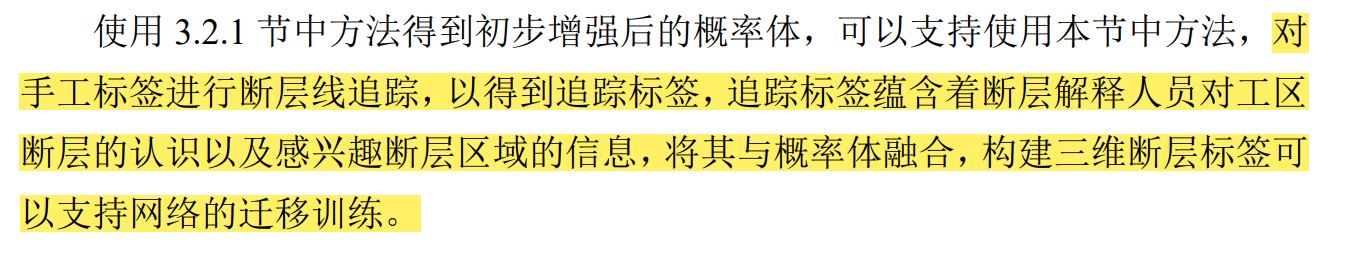 使用 3.2.1 节中方法得到初步增强后的概率体，可以支持使用本节中方法，对
手工标签进行断层线追踪，以得到追踪标签，追踪标签蕴含着断层解释人员对工区
断层的认识以及感兴趣断层区域的信息，将其与概率体融合，构建三维断层标签可
以支持网络的迁移训练。